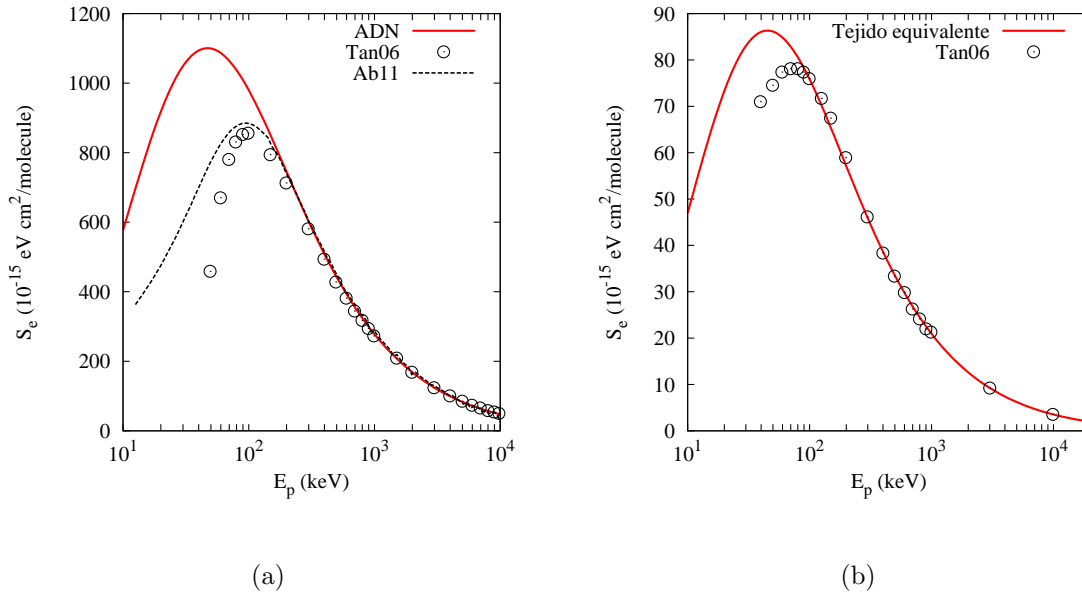 ADN
Tan06
Ab11
1200
1000
800
600
400
200
0
10^1 10^2 10^3 10^4
S_e (10^-15 eV cm^2/molecule)
E_p (keV)
(a)
Tejido equivalente
Tan06
90
80
70
60
50
40
30
20
10
0
10^1 10^2 10^3 10^4
S_e (10^-15 eV cm^2/molecule)
E_p (keV)
(b)